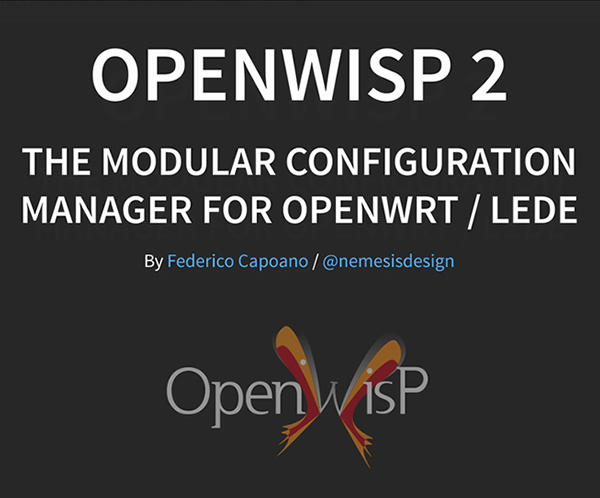 OPENWISP 2
THE MODULAR CONFIGURATION
MANAGER FOR OPENWRT / LEDE
By Federico Capoano / @nemesisdesign
OpenWisP